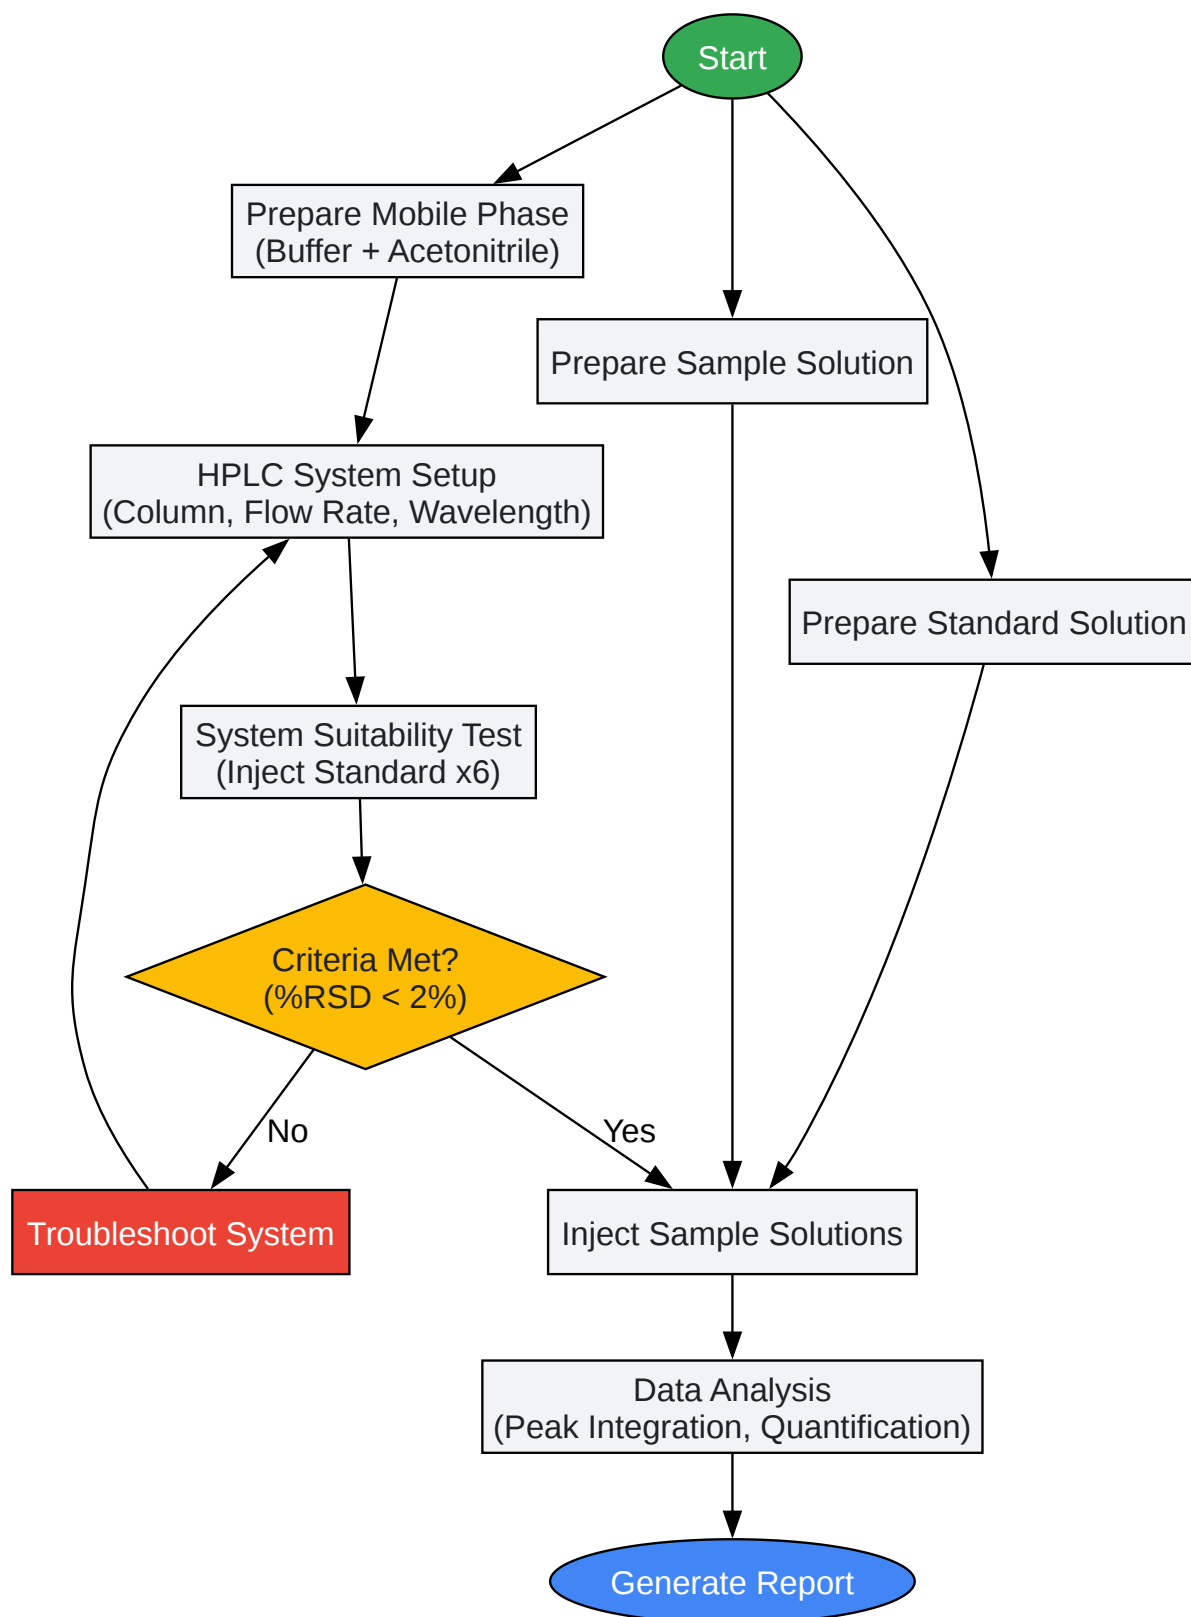 Start
Prepare Mobile Phase
(Buffer + Acetonitrile)
Prepare Sample Solution
HPLC System Setup
(Column, Flow Rate, Wavelength)
Prepare Standard Solution
System Suitability Test
(Inject Standard x6)
Criteria Met?
(%RSD < 2%)
No
Yes
Troubleshoot System
Inject Sample Solutions
Data Analysis
(Peak Integration, Quantification)
Generate Report